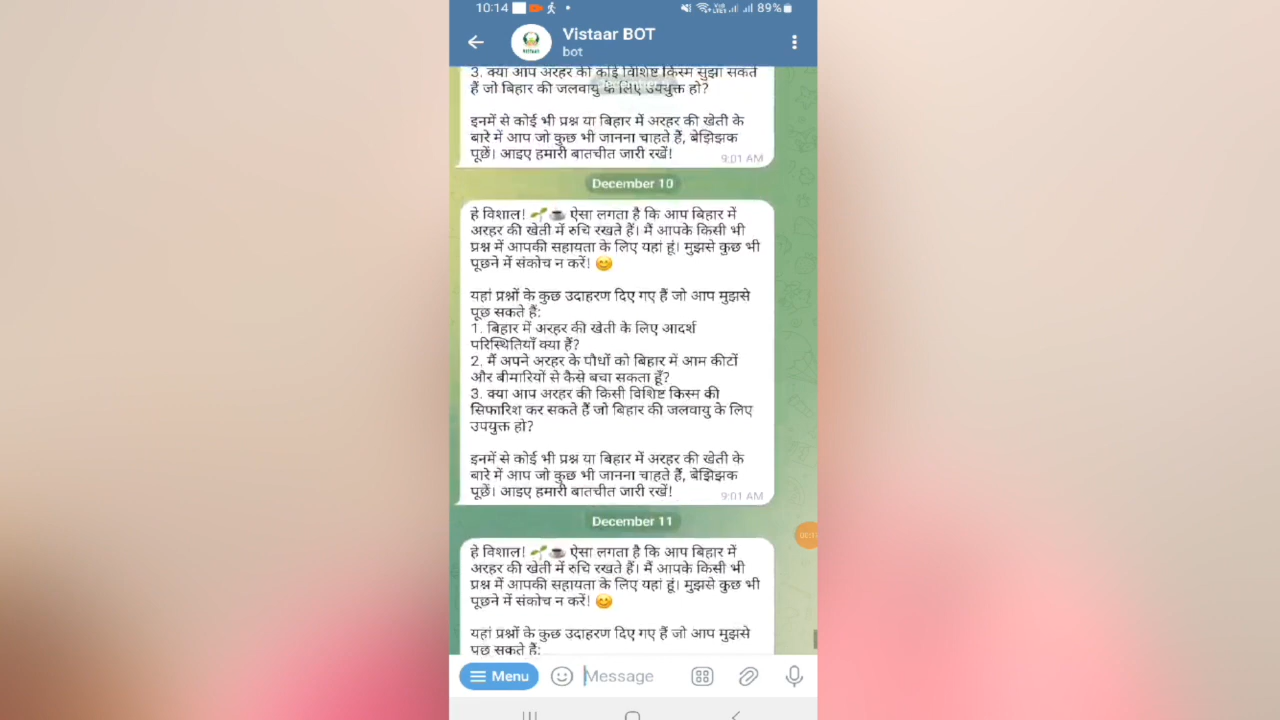 10:14
89%
Vistaar BOT
bot
3. क्या आप अरहर की कोई विशिष्ट किस्म सुझा सकते
हैं जो बिहार की जलवायु के लिए उपयुक्त हो?
इनमें से कोई भी प्रश्न या बिहार में अरहर की खेती के
बारे में आप जो कुछ भी जानना चाहते हैं, बेझिझक
पूछें। आइए हमारी बातचीत जारी रखें!
9:01 AM
December 10
हे विशाल! 🌱☕ ऐसा लगता है कि आप बिहार में
अरहर की खेती में रुचि रखते हैं। मैं आपके किसी भी
प्रश्न में आपकी सहायता के लिए यहां हूं। मुझसे कुछ भी
पूछने में संकोच न करें! 😊
यहां प्रश्नों के कुछ उदाहरण दिए गए हैं जो आप मुझसे
पूछ सकते हैं:
1. बिहार में अरहर की खेती के लिए आदर्श
परिस्थितियाँ क्या हैं?
2. मैं अपने अरहर के पौधों को बिहार में आम कीटों
और बीमारियों से कैसे बचा सकता हूँ?
3. क्या आप अरहर की किसी विशिष्ट किस्म की
सिफारिश कर सकते हैं जो बिहार की जलवायु के लिए
उपयुक्त हो?
इनमें से कोई भी प्रश्न या बिहार में अरहर की खेती के
बारे में आप जो कुछ भी जानना चाहते हैं, बेझिझक
पूछें। आइए हमारी बातचीत जारी रखें!
9:01 AM
December 11
हे विशाल! 🌱☕ ऐसा लगता है कि आप बिहार में
अरहर की खेती में रुचि रखते हैं। मैं आपके किसी भी
प्रश्न में आपकी सहायता के लिए यहां हूं। मुझसे कुछ भी
पूछने में संकोच न करें! 😊
यहां प्रश्नों के कुछ उदाहरण दिए गए हैं जो आप मुझसे
पूछ सकते हैं:
Menu
Message